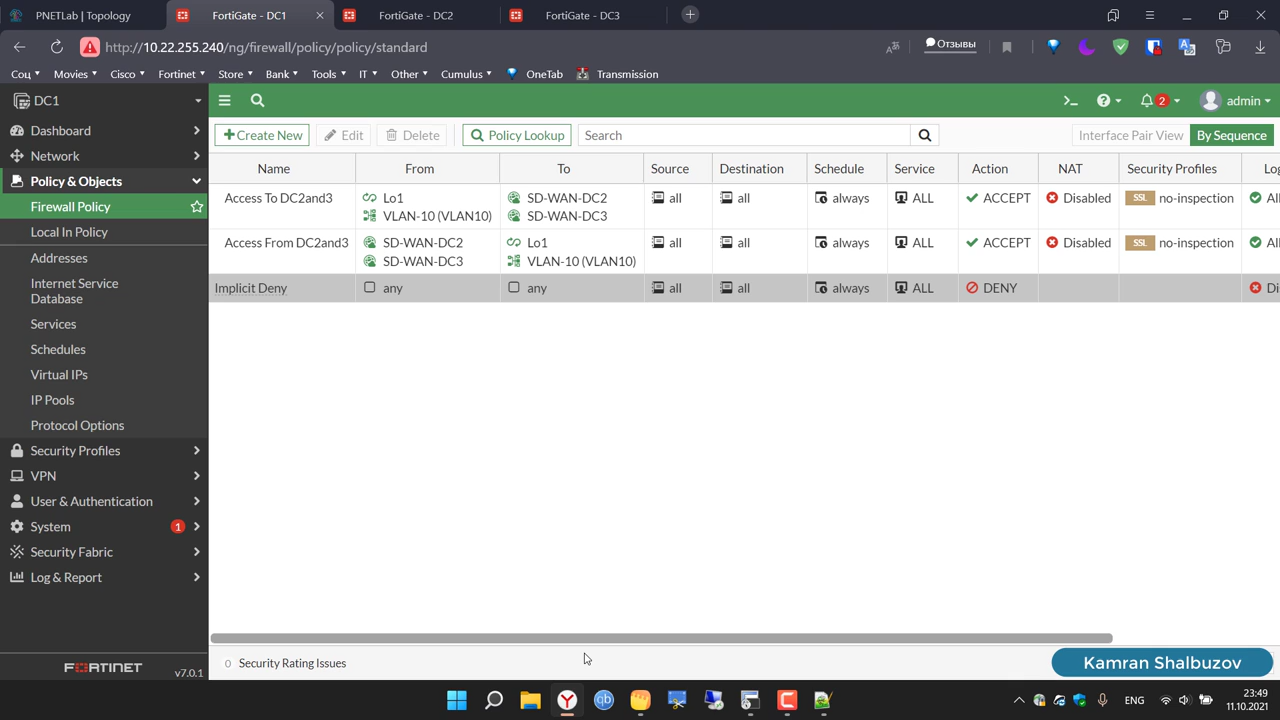 PNETLab | Topology
FortiGate - DC1
FortiGate - DC2
FortiGate - DC3
http://10.22.255.240/ng/firewall/policy/policy/standard
Отзывы
Соц Movies Cisco Fortinet Store Bank Tools IT Other Cumulus OneTab Transmission
DC1
2
admin
Dashboard
Network
Policy & Objects
Firewall Policy
Local In Policy
Addresses
Internet Service
Database
Services
Schedules
Virtual IPs
IP Pools
Protocol Options
Security Profiles
VPN
User & Authentication
System 1
Security Fabric
Log & Report
FORTINET v7.0.1
Create New Edit Delete Policy Lookup Search Interface Pair View By Sequence
Name From To Source Destination Schedule Service Action NAT Security Profiles Log
Access To DC2and3 Lo1 SD-WAN-DC2 all all always ALL ACCEPT Disabled SSL no-inspection All
VLAN-10 (VLAN10) SD-WAN-DC3
Access From DC2and3 SD-WAN-DC2 Lo1 all all always ALL ACCEPT Disabled SSL no-inspection All
SD-WAN-DC3 VLAN-10 (VLAN10)
Implicit Deny any any all all always ALL DENY Di
0 Security Rating Issues
Kamran Shalbuzov
ENG
23:49
11.10.2021